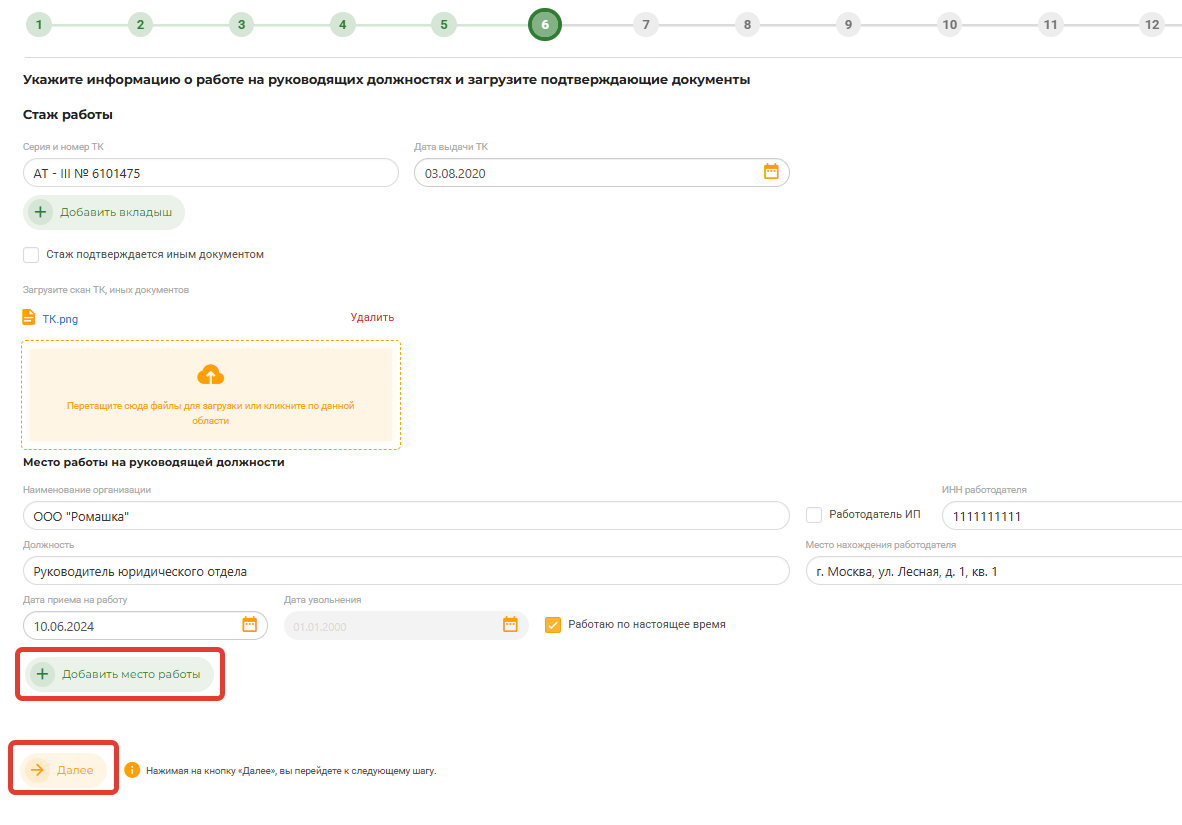 1 2 3 4 5 6 7 8 9 10 11 12
Укажите информацию о работе на руководящих должностях и загрузите подтверждающие документы
Стаж работы
Серия и номер ТК Дата выдачи ТК
АТ - III № 6101475 03.08.2020
Добавить вкладыш
Стаж подтверждается иным документом
Загрузите скан ТК, иных документов
ТК.png Удалить
Перетащите сюда файлы для загрузки или кликните по данной
области
Место работы на руководящей должности
Наименование организации ИНН работодателя
ООО "Ромашка" Работодатель ИП 1111111111
Должность Место нахождения работодателя
Руководитель юридического отдела г. Москва, ул. Лесная, д. 1, кв. 1
Дата приема на работу Дата увольнения
10.06.2024 01.01.2000 Работаю по настоящее время
Добавить место работы
Далее Нажимая на кнопку «Далее», вы перейдете к следующему шагу.